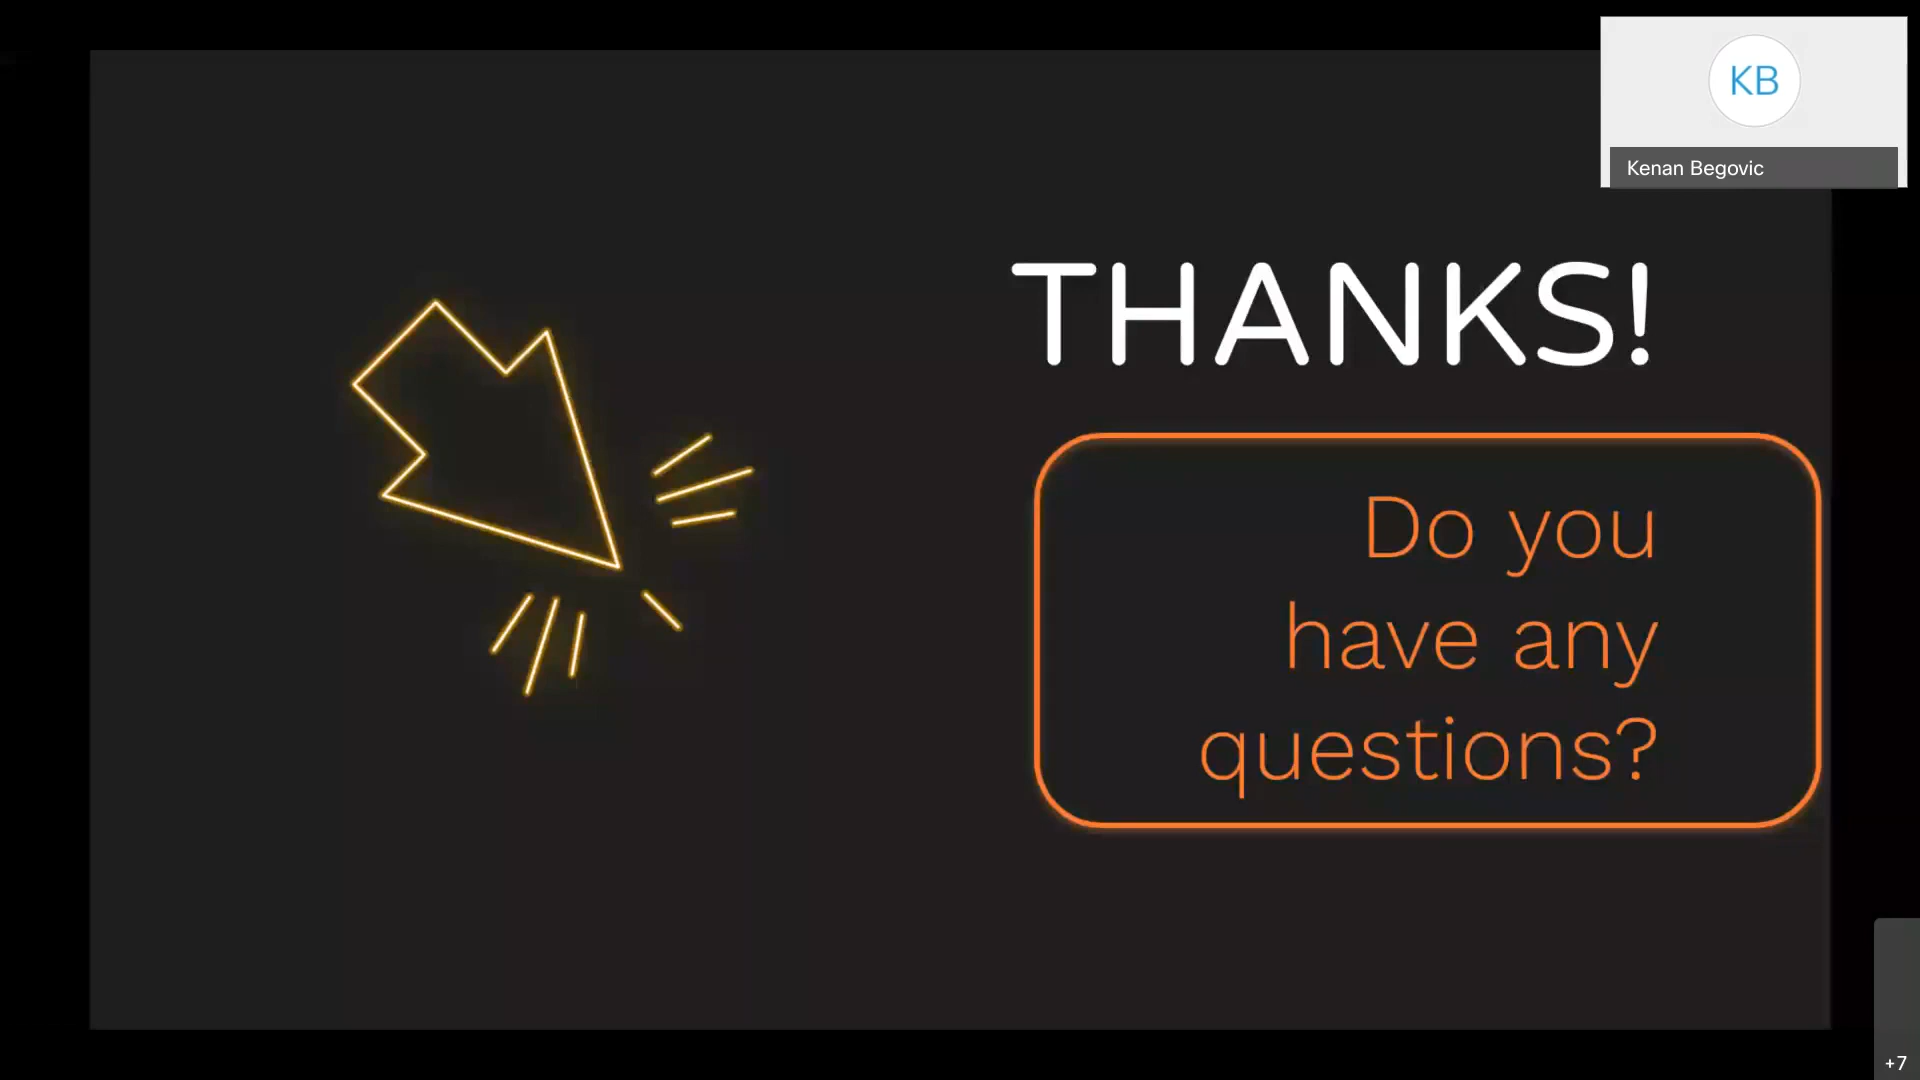 KB
Kenan Begovic
THANKS!
Do you
have any
questions?
+7